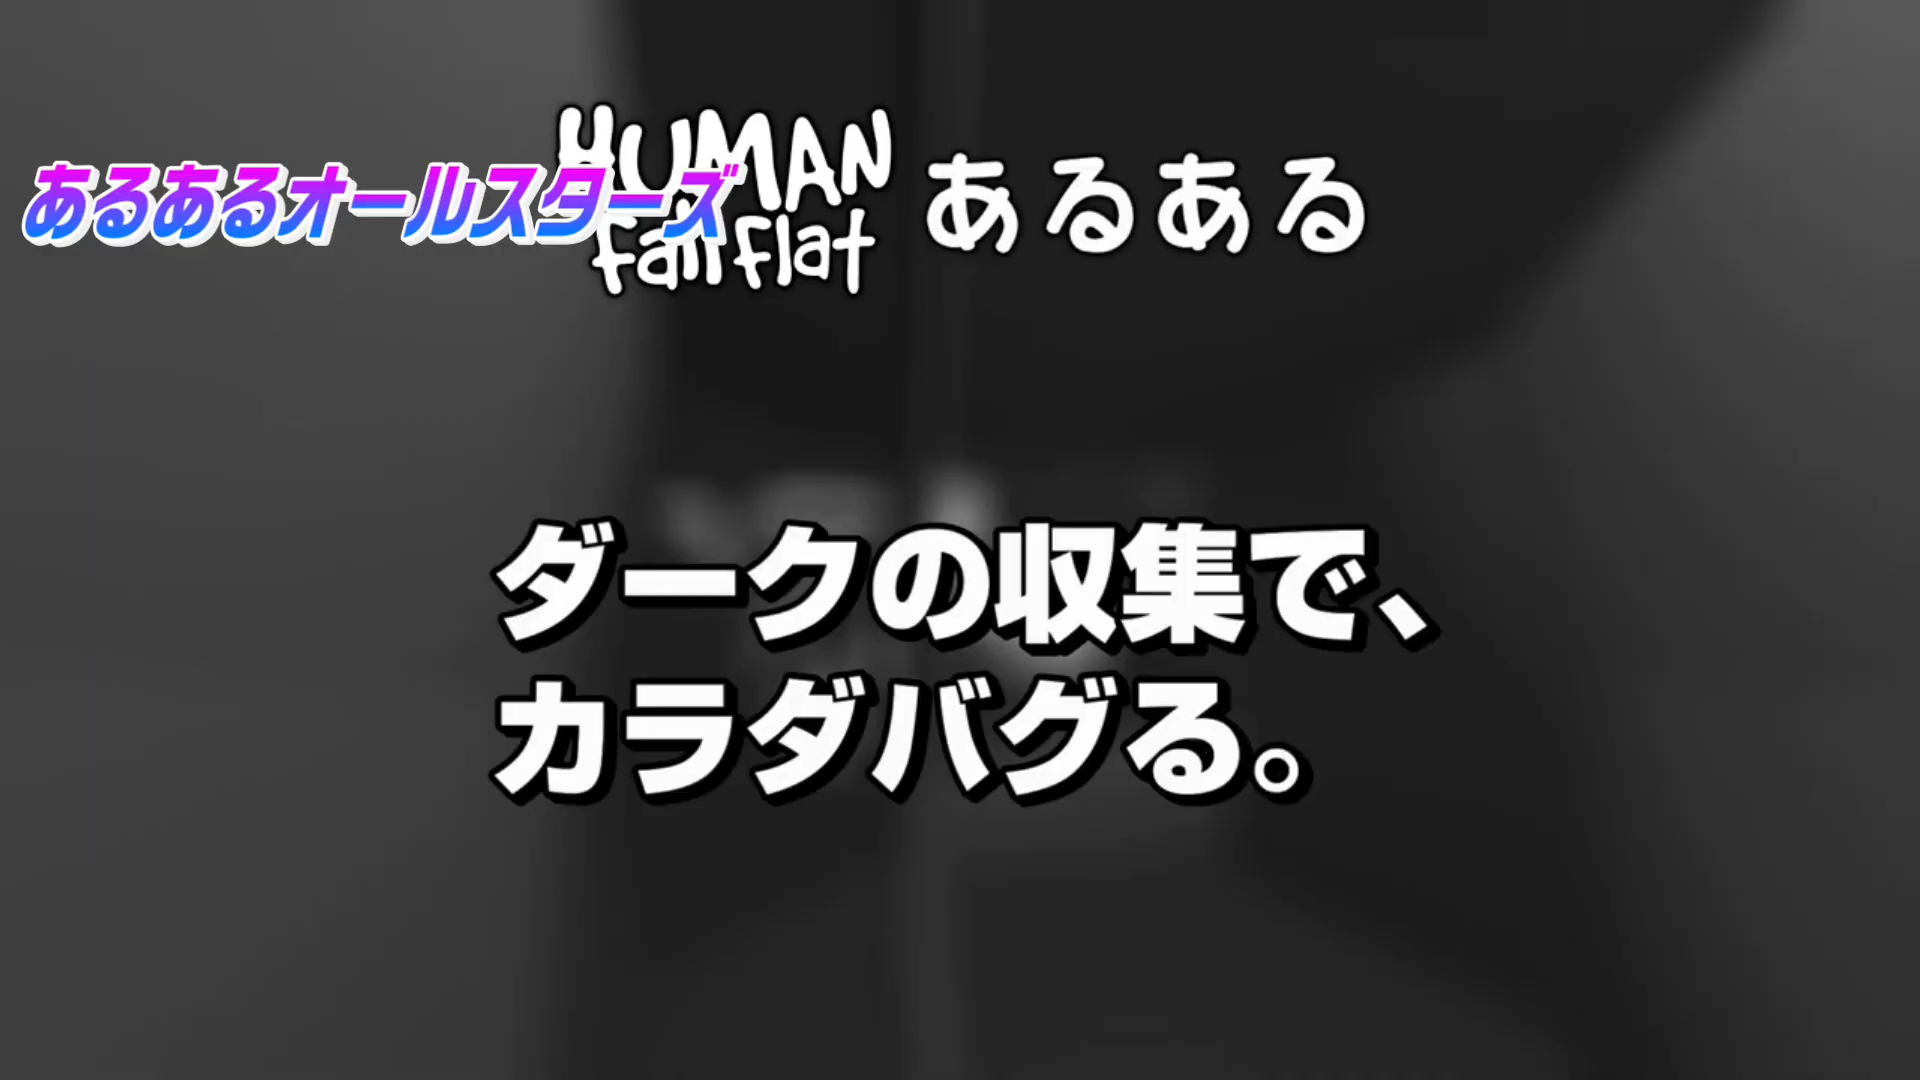 あるあるオールスターズ
HUMAN
fall flat
あるある
ダークの収集で、
カラダバグる。